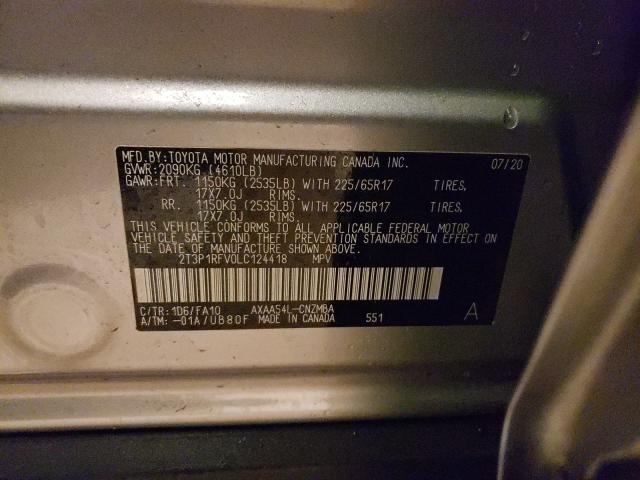 MFD.BY:TOYOTA MOTOR MANUFACTURING CANADA INC. 07/20
GVWR:2090KG (4610LB)
GAWR:FRT. 1150KG (2535LB) WITH 225/65R17 TIRES,
17X7.0J RIMS.
RR. 1150KG (2535LB) WITH 225/65R17 TIRES,
17X7.0J RIMS.
THIS VEHICLE CONFORMS TO ALL APPLICABLE FEDERAL MOTOR
VEHICLE SAFETY AND THEFT PREVENTION STANDARDS IN EFFECT ON
THE DATE OF MANUFACTURE SHOWN ABOVE.
2T3P1RFV0LC124418 MPV
C/TR:1D6/FA10 AXAA54L-CNZMBA
A/TM:-01A/UB80F MADE IN CANADA 551 A